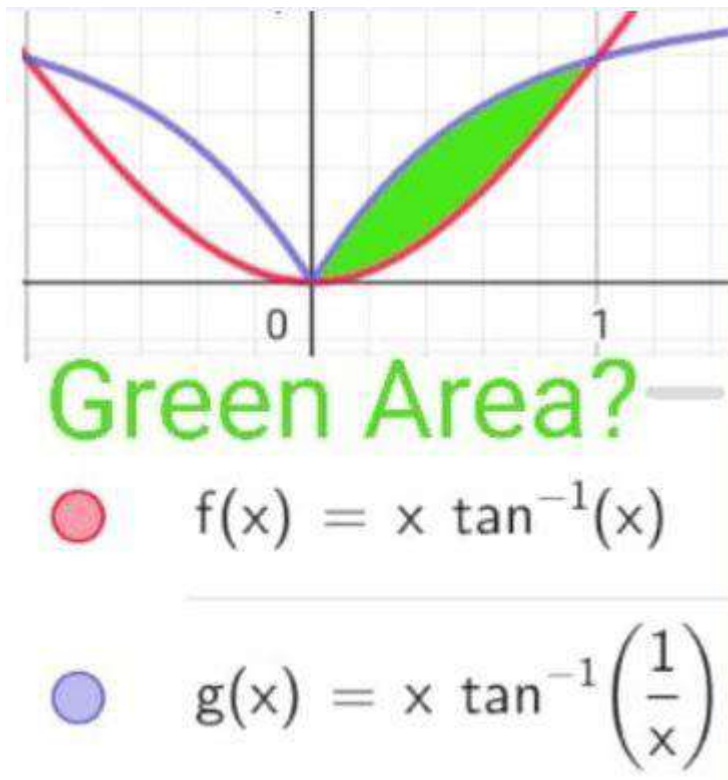 0 1
Green Area?
f(x) = x tan⁻¹(x)
g(x) = x tan⁻¹(1/x)